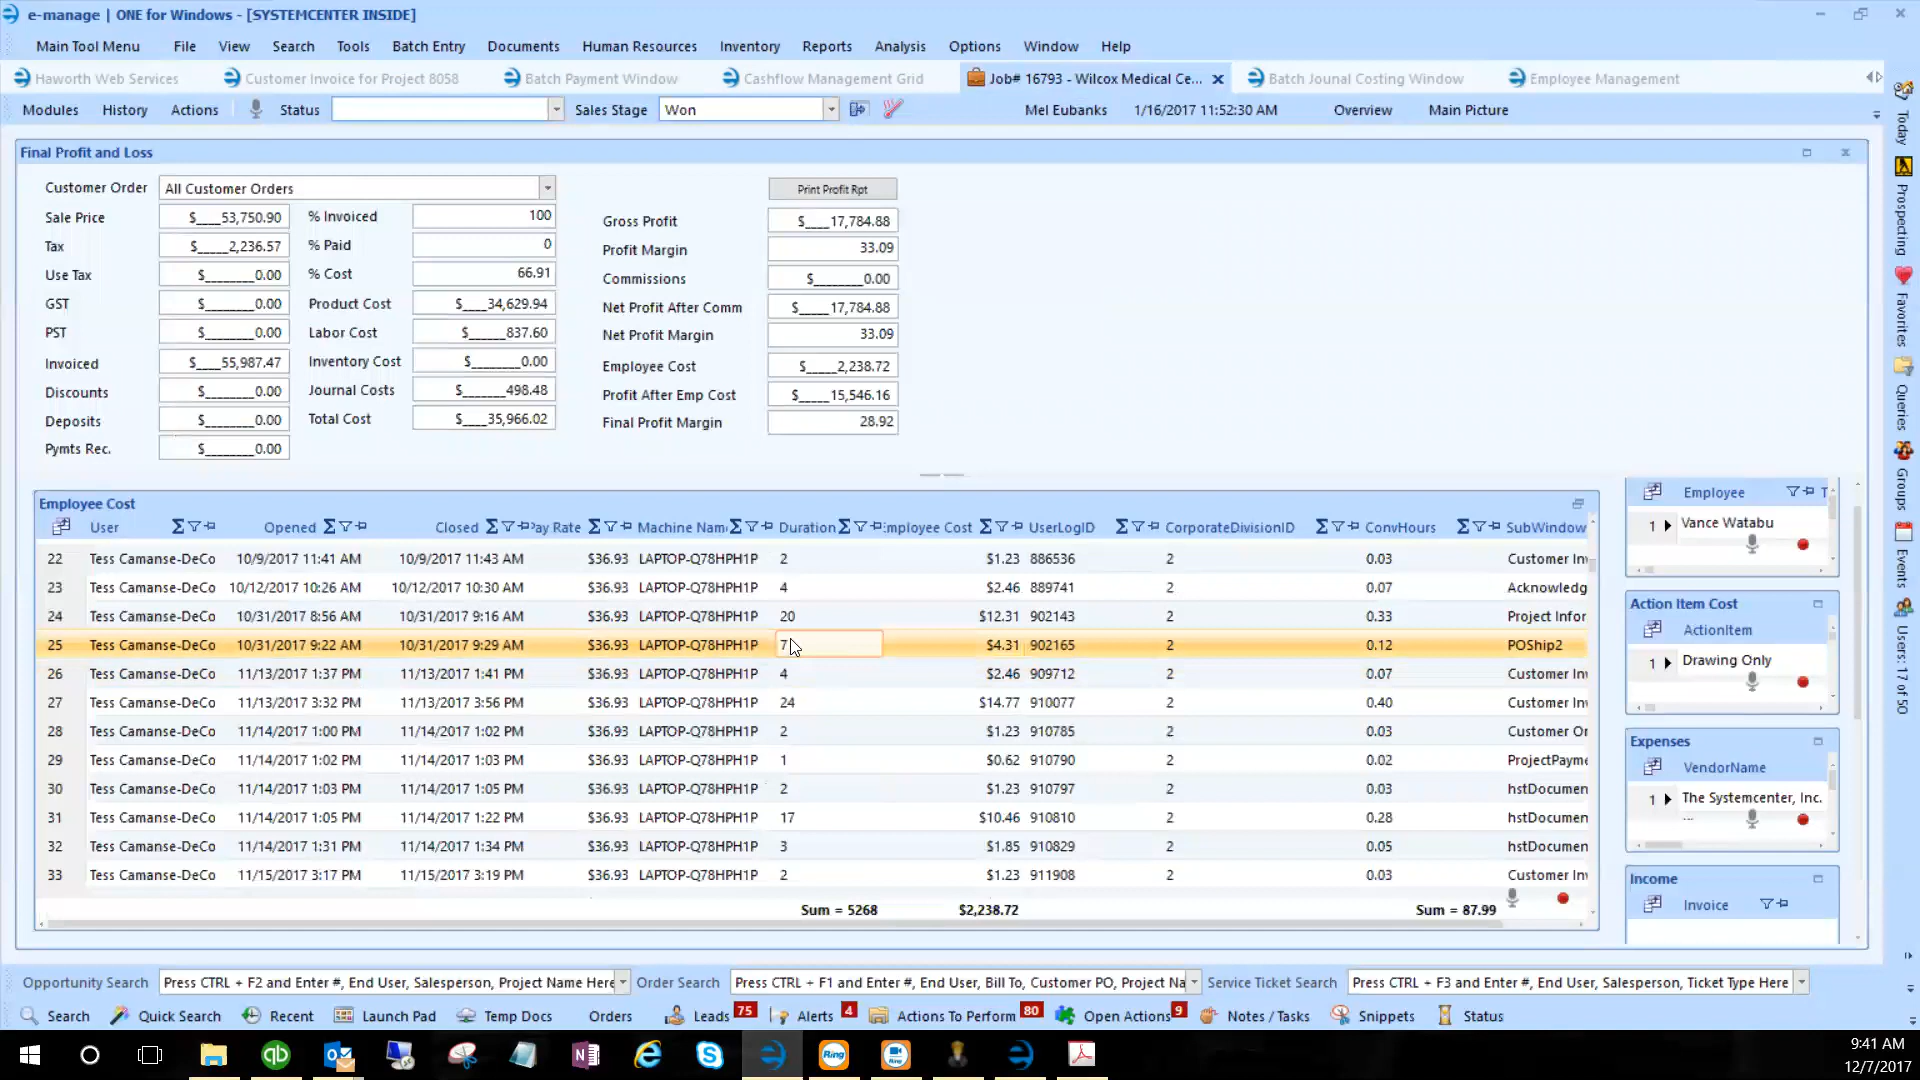 e-manage | ONE for Windows - [SYSTEMCENTER INSIDE]
Main Tool Menu File View Search Tools Batch Entry Documents Human Resources Inventory Reports Analysis Options Window Help
Haworth Web Services Customer Invoice for Project 8058 Batch Payment Window Cashflow Management Grid Job# 16793 - Wilcox Medical Ce... Batch Jounal Costing Window Employee Management
Modules History Actions Status Sales Stage Won Mel Eubanks 1/16/2017 11:52:30 AM Overview Main Picture
Final Profit and Loss
Customer Order All Customer Orders Print Profit Rpt
Sale Price $____53,750.90 % Invoiced 100 Gross Profit $____17,784.88
Tax $_____2,236.57 % Paid 0 Profit Margin 33.09
Use Tax $________0.00 % Cost 66.91 Commissions $________0.00
GST $________0.00 Product Cost $____34,629.94 Net Profit After Comm $____17,784.88
PST $________0.00 Labor Cost $______837.60 Net Profit Margin 33.09
Invoiced $____55,987.47 Inventory Cost $________0.00 Employee Cost $_____2,238.72
Discounts $________0.00 Journal Costs $______498.48 Profit After Emp Cost $____15,546.16
Deposits $________0.00 Total Cost $____35,966.02 Final Profit Margin 28.92
Pymts Rec. $________0.00
Employee Cost
User Opened Closed Pay Rate Machine Nam Duration Employee Cost UserLogID CorporateDivisionID ConvHours SubWindow
22 Tess Camanse-DeCo 10/9/2017 11:41 AM 10/9/2017 11:43 AM $36.93 LAPTOP-Q78HPH1P 2 $1.23 886536 2 0.03 Customer Inv
23 Tess Camanse-DeCo 10/12/2017 10:26 AM 10/12/2017 10:30 AM $36.93 LAPTOP-Q78HPH1P 4 $2.46 889741 2 0.07 Acknowledg
24 Tess Camanse-DeCo 10/31/2017 8:56 AM 10/31/2017 9:16 AM $36.93 LAPTOP-Q78HPH1P 20 $12.31 902143 2 0.33 Project Infor
25 Tess Camanse-DeCo 10/31/2017 9:22 AM 10/31/2017 9:29 AM $36.93 LAPTOP-Q78HPH1P 7 $4.31 902165 2 0.12 POShip2
26 Tess Camanse-DeCo 11/13/2017 1:37 PM 11/13/2017 1:41 PM $36.93 LAPTOP-Q78HPH1P 4 $2.46 909712 2 0.07 Customer Inv
27 Tess Camanse-DeCo 11/13/2017 3:32 PM 11/13/2017 3:56 PM $36.93 LAPTOP-Q78HPH1P 24 $14.77 910077 2 0.40 Customer Inv
28 Tess Camanse-DeCo 11/14/2017 1:00 PM 11/14/2017 1:02 PM $36.93 LAPTOP-Q78HPH1P 2 $1.23 910785 2 0.03 Customer Or
29 Tess Camanse-DeCo 11/14/2017 1:02 PM 11/14/2017 1:03 PM $36.93 LAPTOP-Q78HPH1P 1 $0.62 910790 2 0.02 ProjectPayme
30 Tess Camanse-DeCo 11/14/2017 1:03 PM 11/14/2017 1:05 PM $36.93 LAPTOP-Q78HPH1P 2 $1.23 910797 2 0.03 hstDocumen
31 Tess Camanse-DeCo 11/14/2017 1:05 PM 11/14/2017 1:22 PM $36.93 LAPTOP-Q78HPH1P 17 $10.46 910810 2 0.28 hstDocumen
32 Tess Camanse-DeCo 11/14/2017 1:31 PM 11/14/2017 1:34 PM $36.93 LAPTOP-Q78HPH1P 3 $1.85 910829 2 0.05 hstDocumen
33 Tess Camanse-DeCo 11/15/2017 3:17 PM 11/15/2017 3:19 PM $36.93 LAPTOP-Q78HPH1P 2 $1.23 911908 2 0.03 Customer Inv
Sum = 5268 $2,238.72 Sum = 87.99
Employee T
1 Vance Watabu
Action Item Cost
ActionItem
1 Drawing Only
Expenses
VendorName
1 The Systemcenter, Inc. ...
Income
Invoice
Today
Prospecting
Favorites
Queries
Groups
Events
Users: 17 of 50
Opportunity Search Press CTRL + F2 and Enter #, End User, Salesperson, Project Name Here Order Search Press CTRL + F1 and Enter #, End User, Bill To, Customer PO, Project Na Service Ticket Search Press CTRL + F3 and Enter #, End User, Salesperson, Ticket Type Here
Search Quick Search Recent Launch Pad Temp Docs Orders Leads 75 Alerts 4 Actions To Perform 80 Open Actions 9 Notes / Tasks Snippets Status
Ring Ring
9:41 AM
12/7/2017